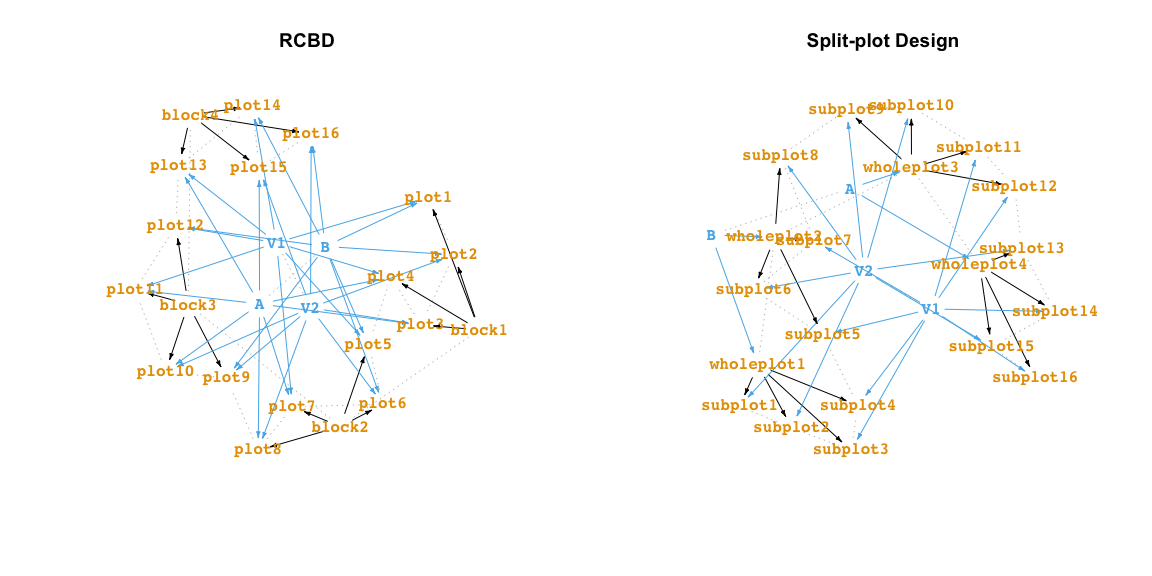 RCBD
block4
plot14
plot16
plot13
plot15
plot1
plot12
V1
B
plot2
plot4
plot11
block3
A
V2
plot3
block1
plot5
plot10
plot9
plot7
plot6
block2
plot8
Split-plot Design
subplot9
subplot10
subplot11
subplot8
wholeplot3
subplot12
A
B
wholeplot2
subplot7
subplot13
wholeplot4
V2
subplot6
V1
subplot14
subplot5
subplot15
wholeplot1
subplot16
subplot1
subplot4
subplot2
subplot3